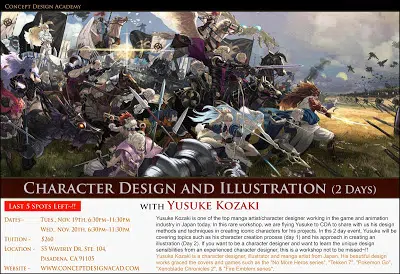 CONCEPT DESIGN ACADEMY
CHARACTER DESIGN AND ILLUSTRATION (2 DAYS)
LAST 5 SPOTS LEFT-!!
WITH YUSUKE KOZAKI
DATES - TUES., NOV. 19TH, 6:30PM-11:30PM
WED., NOV. 20TH, 6:30PM-11:30PM
TUITION - $260
LOCATION - 55 WAVERLY DR. STE. 104,
PASADENA, CA 91105
WEBSITE - WWW.CONCEPTDESIGNACAD.COM
Yusuke Kozaki is one of the top manga artist/character designer working in the game and animation
industry in Japan today. In this rare workshop, we are flying Yusuke to CDA to share with us his design
methods and techniques in creating iconic characters for his projects. In the 2 day event, Yusuke will be
covering topics such as his character creation process (day 1) and his approach in creating an
illustration (Day 2). If you want to be a character designer and want to learn the unique design
sensibilities from an experienced character designer, this is a workshop not to be missed!!
Yusuke Kozaki is a character designer, illustrator and manga artist from Japan. His beautiful design
works graced the covers and games such as the "No More Heroes series", "Tekken 7", "Pokemon Go",
"Xenoblade Chronicles 2", & "Fire Emblem series".